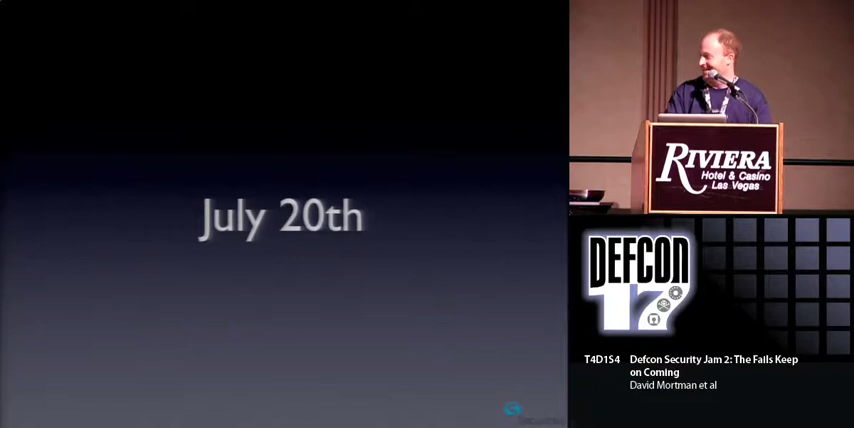 July 20th
RIVIERA
Hotel & Casino
Las Vegas
DEFCON
17
T4D1S4 Defcon Security Jam 2: The Fails Keep
on Coming
David Mortman et al